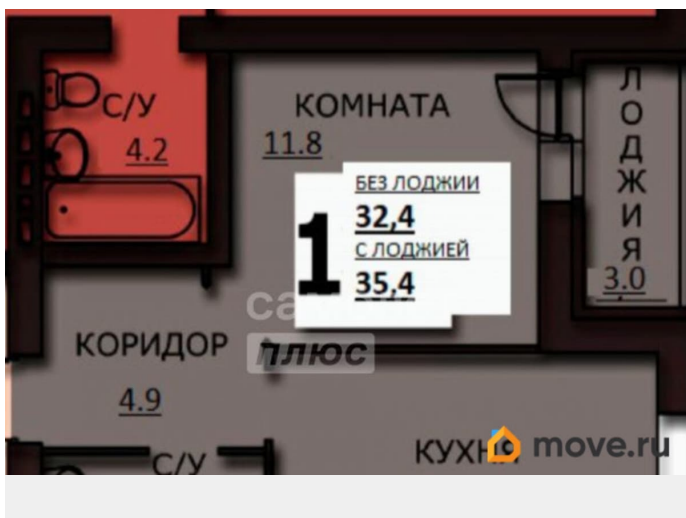 С/У
4.2
КОМНАТА
11.8
ЛОДЖИЯ
3.0
БЕЗ ЛОДЖИИ
32,4
1
С ЛОДЖИЕЙ
35,4
плюс
КОРИДОР
4.9
С/У
КУХНЯ
move.ru